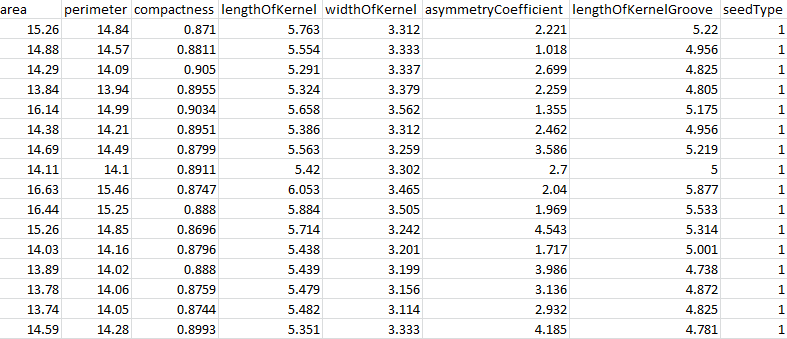 area perimeter compactness lengthOfKernel widthOfKernel asymmetryCoefficient lengthOfKernelGroove seedType
15.26 14.84 0.871 5.763 3.312 2.221 5.22 1
14.88 14.57 0.8811 5.554 3.333 1.018 4.956 1
14.29 14.09 0.905 5.291 3.337 2.699 4.825 1
13.84 13.94 0.8955 5.324 3.379 2.259 4.805 1
16.14 14.99 0.9034 5.658 3.562 1.355 5.175 1
14.38 14.21 0.8951 5.386 3.312 2.462 4.956 1
14.69 14.49 0.8799 5.563 3.259 3.586 5.219 1
14.11 14.1 0.8911 5.42 3.302 2.7 5 1
16.63 15.46 0.8747 6.053 3.465 2.04 5.877 1
16.44 15.25 0.888 5.884 3.505 1.969 5.533 1
15.26 14.85 0.8696 5.714 3.242 4.543 5.314 1
14.03 14.16 0.8796 5.438 3.201 1.717 5.001 1
13.89 14.02 0.888 5.439 3.199 3.986 4.738 1
13.78 14.06 0.8759 5.479 3.156 3.136 4.872 1
13.74 14.05 0.8744 5.482 3.114 2.932 4.825 1
14.59 14.28 0.8993 5.351 3.333 4.185 4.781 1